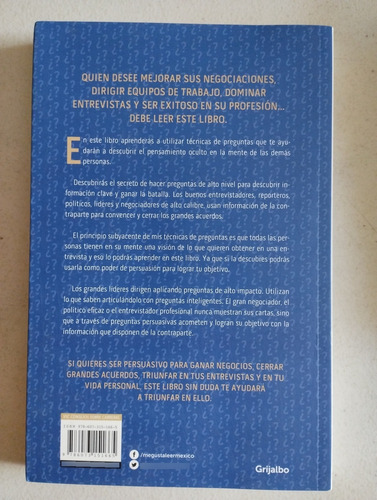 QUIEN DESEE MEJORAR SUS NEGOCIACIONES,
DIRIGIR EQUIPOS DE TRABAJO, DOMINAR
ENTREVISTAS Y SER EXITOSO EN SU PROFESIÓN...
DEBE LEER ESTE LIBRO.
En este libro aprenderás a utilizar técnicas de preguntas que te ayu-
darán a descubrir el pensamiento oculto en la mente de las demás
personas.
Descubrirás el secreto de hacer preguntas de alto nivel para descubrir in-
formación clave y ganar la batalla. Los buenos entrevistadores, reporteros,
políticos, líderes y negociadores de alto calibre, usan información de la con-
traparte para convencer y cerrar los grandes acuerdos.
El principio subyacente de mis técnicas de preguntas es que todas las per-
sonas tienen en su mente una visión de lo que quieren obtener en una en-
trevista y eso lo podrás aprender en este libro. Ya que si la descubres podrás
usarla como poder de persuasión para lograr tu objetivo.
Los grandes líderes dirigen aplicando preguntas de alto impacto. Utilizan
lo que saben articulándolo con preguntas inteligentes. El gran negociador, el
político eficaz o el entrevistador profesional nunca muestran sus cartas, sino
que a través de preguntas persuasivas acometen y logran su objetivo con la
información que disponen de la contraparte.
SI QUIERES SER PERSUASIVO PARA GANAR NEGOCIOS, CERRAR
GRANDES ACUERDOS, TRIUNFAR EN TUS ENTREVISTAS Y EN TU
VIDA PERSONAL, ESTE LIBRO SIN DUDA TE AYUDARÁ
A TRIUNFAR EN ELLO.
/megustaleermexico
Grijalbo